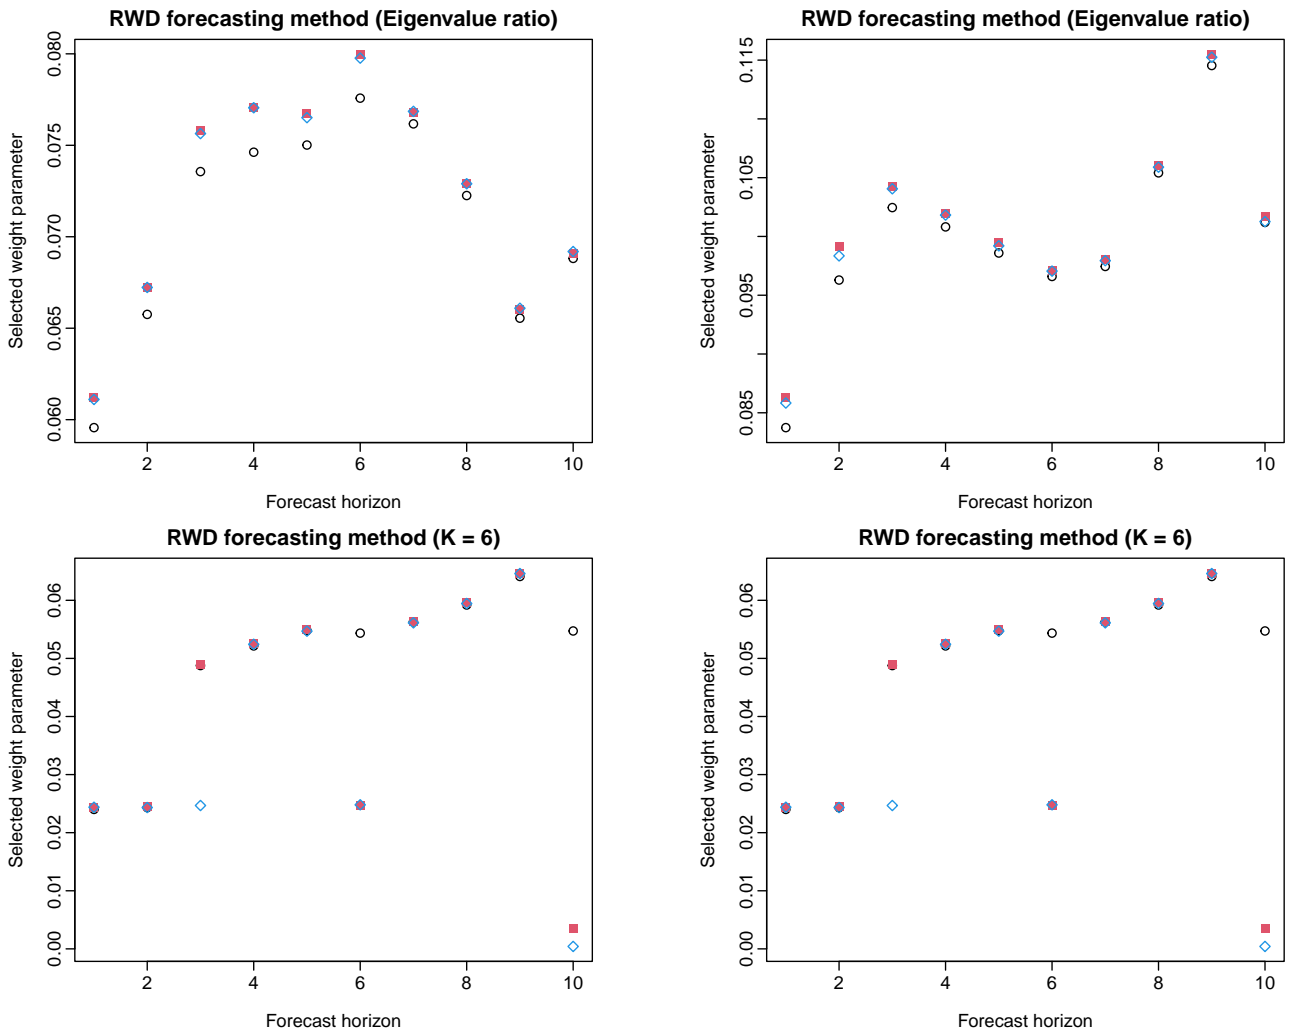 RWD forecasting method (Eigenvalue ratio)
Selected weight parameter
0.080
0.075
0.070
0.065
0.060
2 4 6 8 10
Forecast horizon
RWD forecasting method (Eigenvalue ratio)
Selected weight parameter
0.115
0.105
0.095
0.085
2 4 6 8 10
Forecast horizon
RWD forecasting method (K = 6)
Selected weight parameter
0.06
0.05
0.04
0.03
0.02
0.01
0.00
2 4 6 8 10
Forecast horizon
RWD forecasting method (K = 6)
Selected weight parameter
0.06
0.05
0.04
0.03
0.02
0.01
0.00
2 4 6 8 10
Forecast horizon